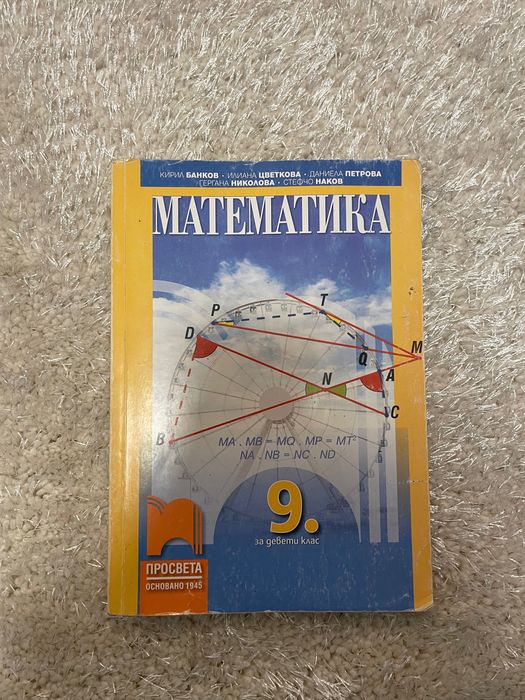 КИРИЛ БАНКОВ • ИЛИАНА ЦВЕТКОВА • ДАНИЕЛА ПЕТРОВА
ГЕРГАНА НИКОЛОВА • СТЕФЧО НАКОВ
МАТЕМАТИКА
P
T
D
M
Q
N
A
C
B
MA . MB = MQ . MP = MT²
NA . NB = NC . ND
9.
за девети клас
ПРОСВЕТА
ОСНОВАНО 1945